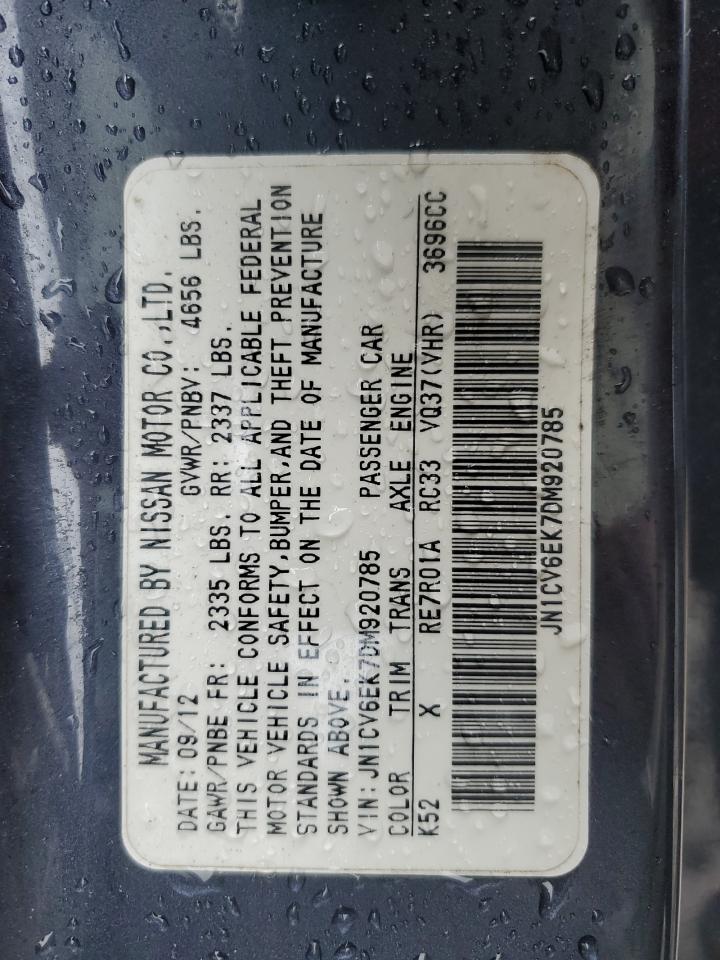 MANUFACTURED BY NISSAN MOTOR CO.,LTD.
DATE: 09/12 GVWR/PNBV: 4656 LBS.
GAWR/PNBE FR: 2335 LBS. RR: 2337 LBS.
THIS VEHICLE CONFORMS TO ALL APPLICABLE FEDERAL
MOTOR VEHICLE SAFETY,BUMPER,AND THEFT PREVENTION
STANDARDS IN EFFECT ON THE DATE OF MANUFACTURE
SHOWN ABOVE.
VIN: JN1CV6EK7DM920785 PASSENGER CAR
COLOR TRIM TRANS AXLE ENGINE
K52 X RE7R01A RC33 VQ37(VHR) 3696CC
JN1CV6EK7DM920785